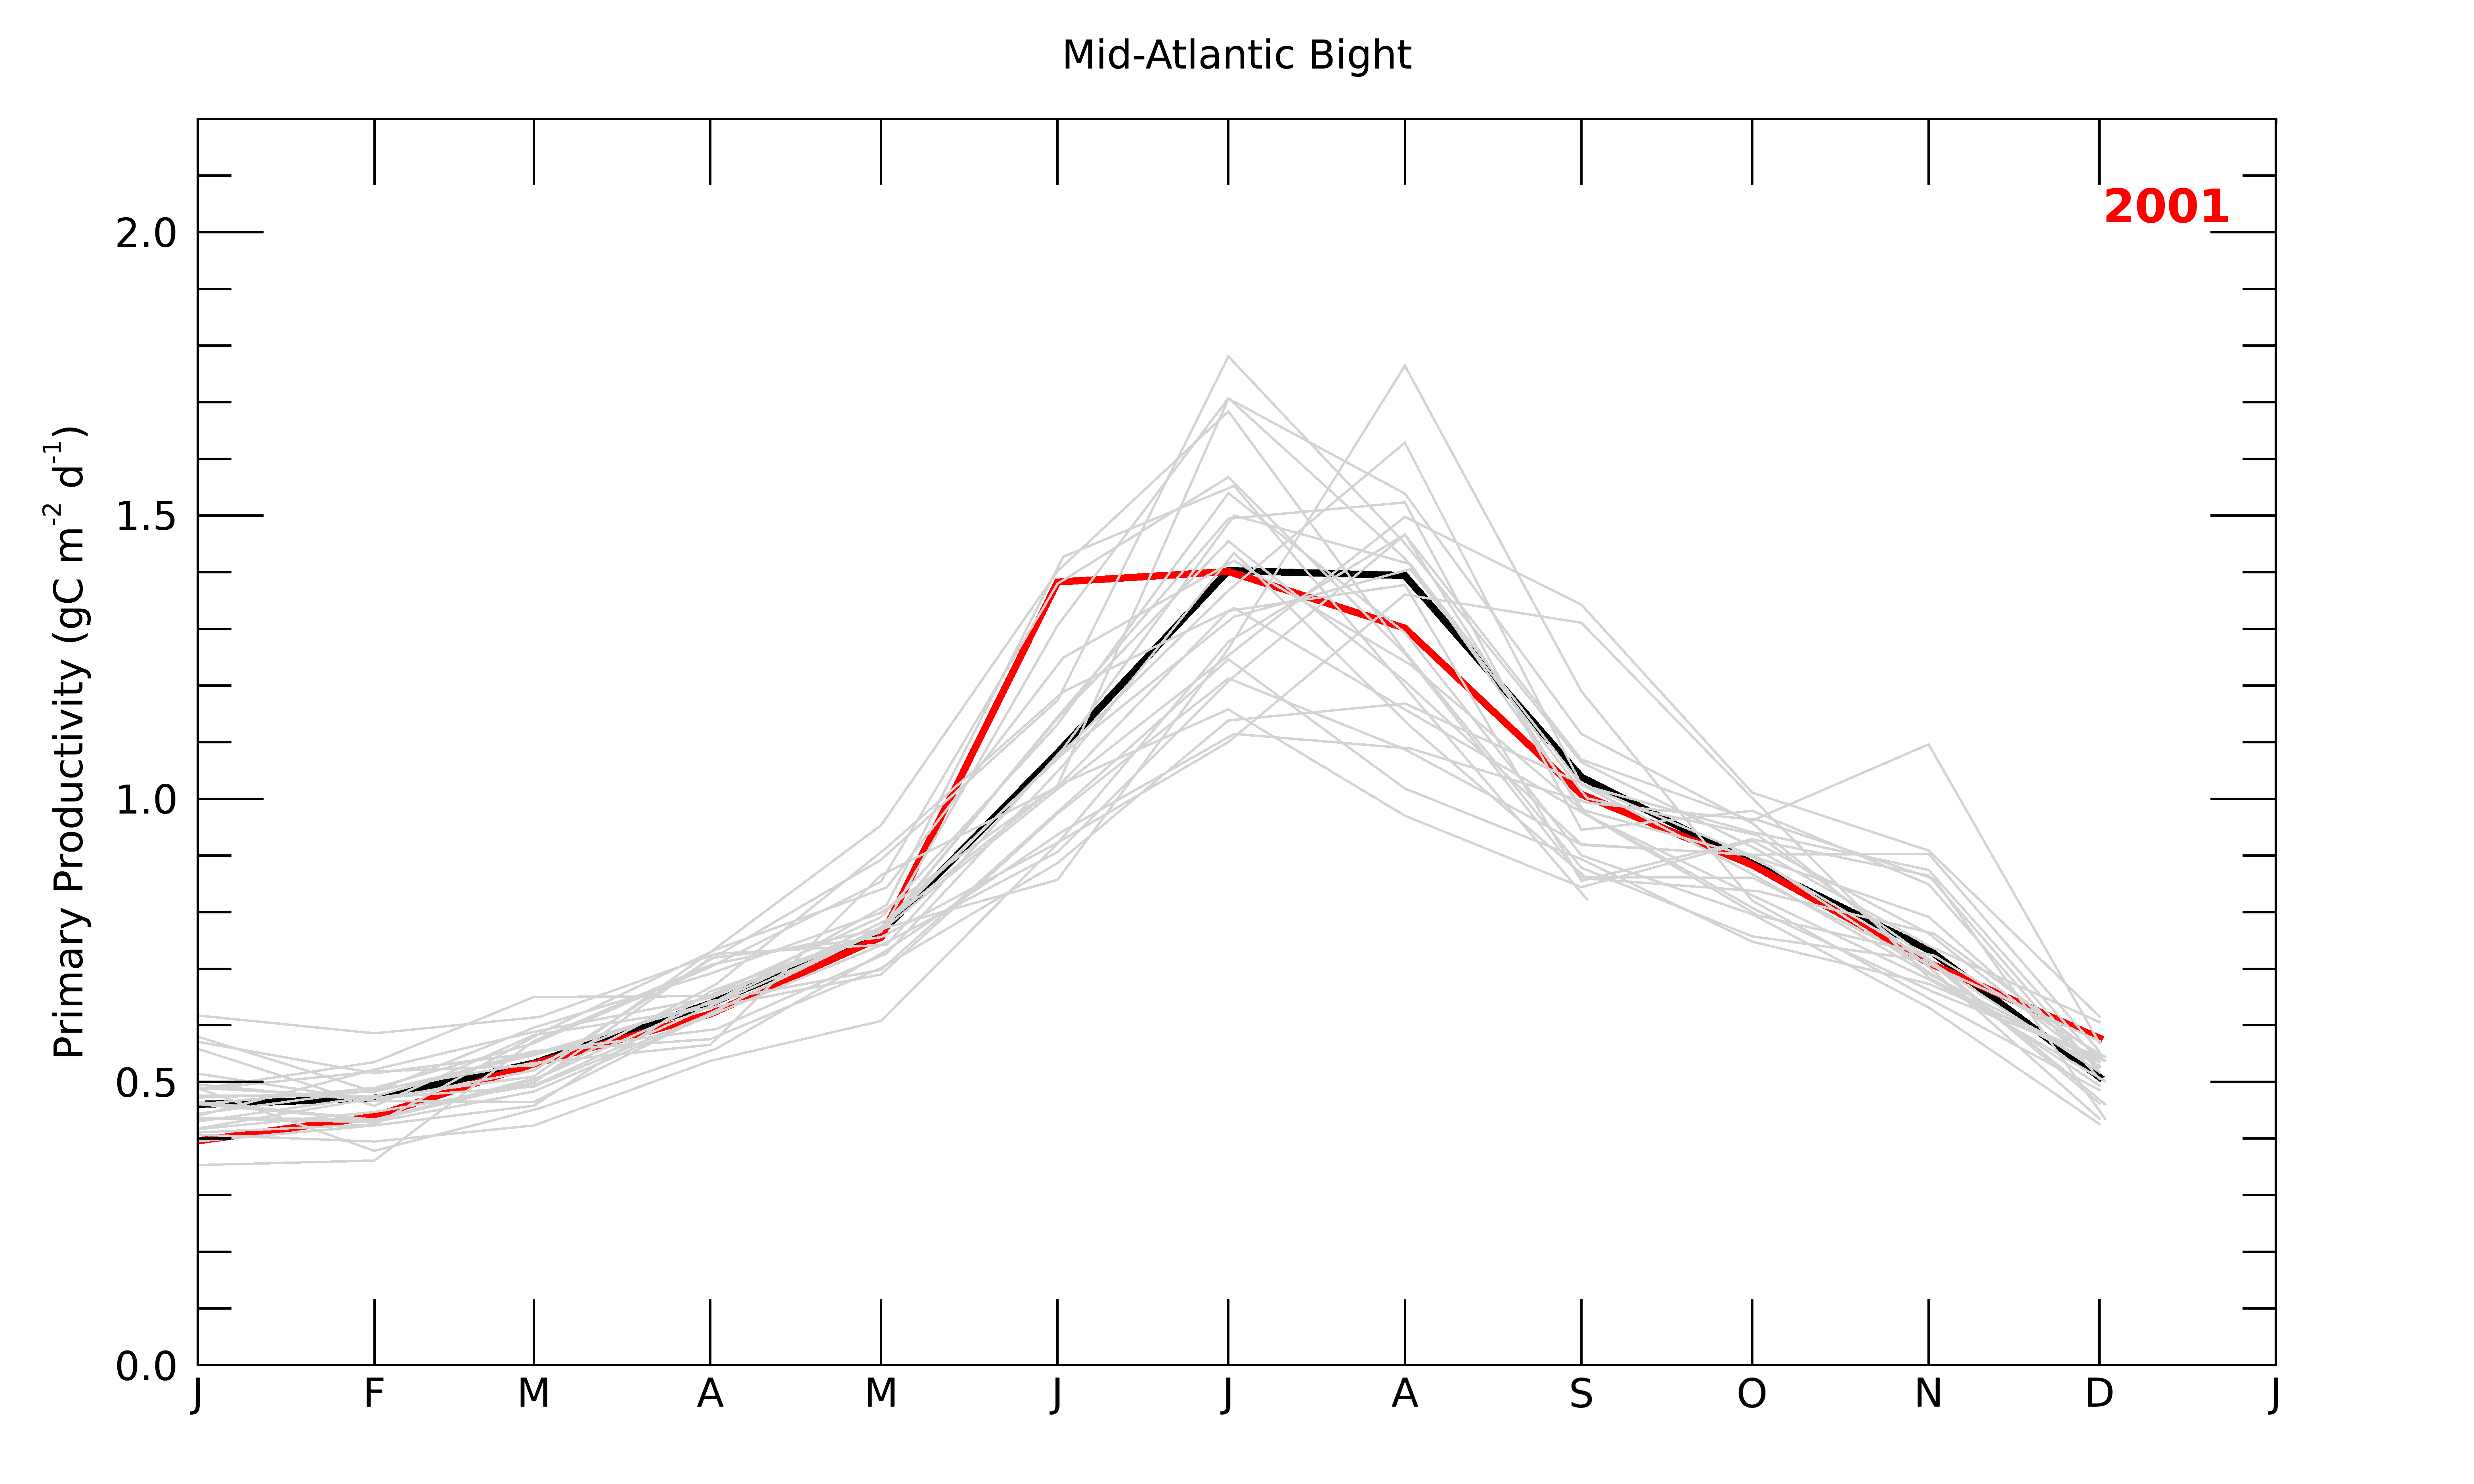 Mid-Atlantic Bight
2001
Primary Productivity (gC m⁻² d⁻¹)
2.0
1.5
1.0
0.5
0.0
J F M A M J J A S O N D J